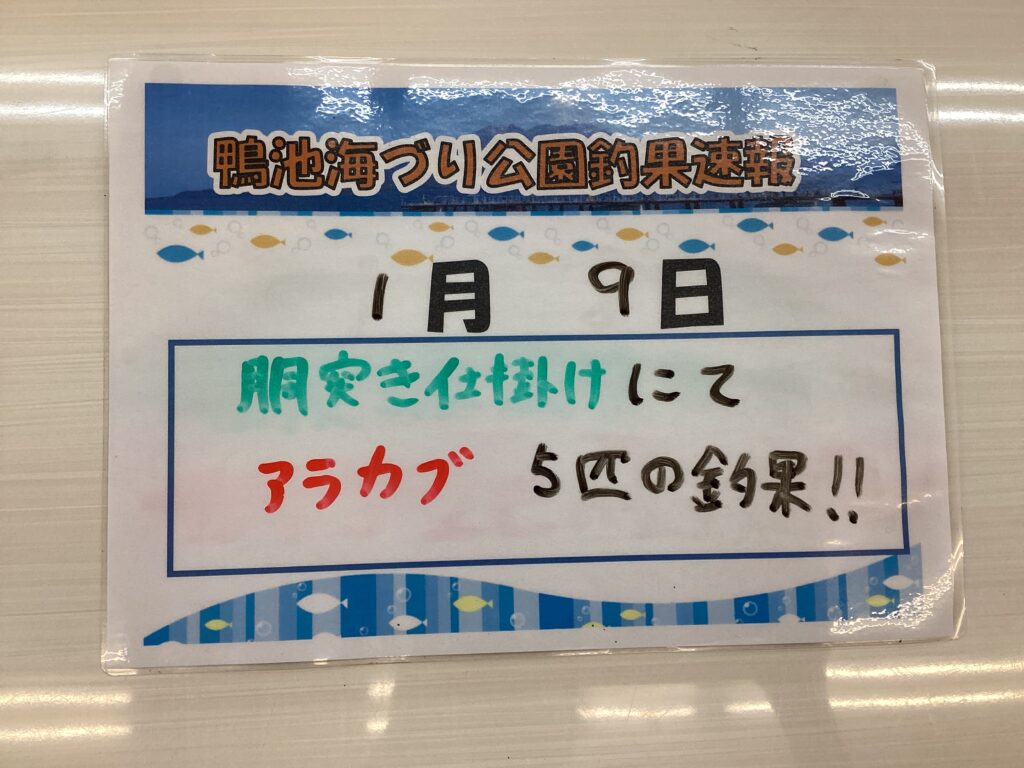 鴨池海づり公園釣果速報
1月 9日
胴突き仕掛けにて
アラカブ 5匹の釣果!!